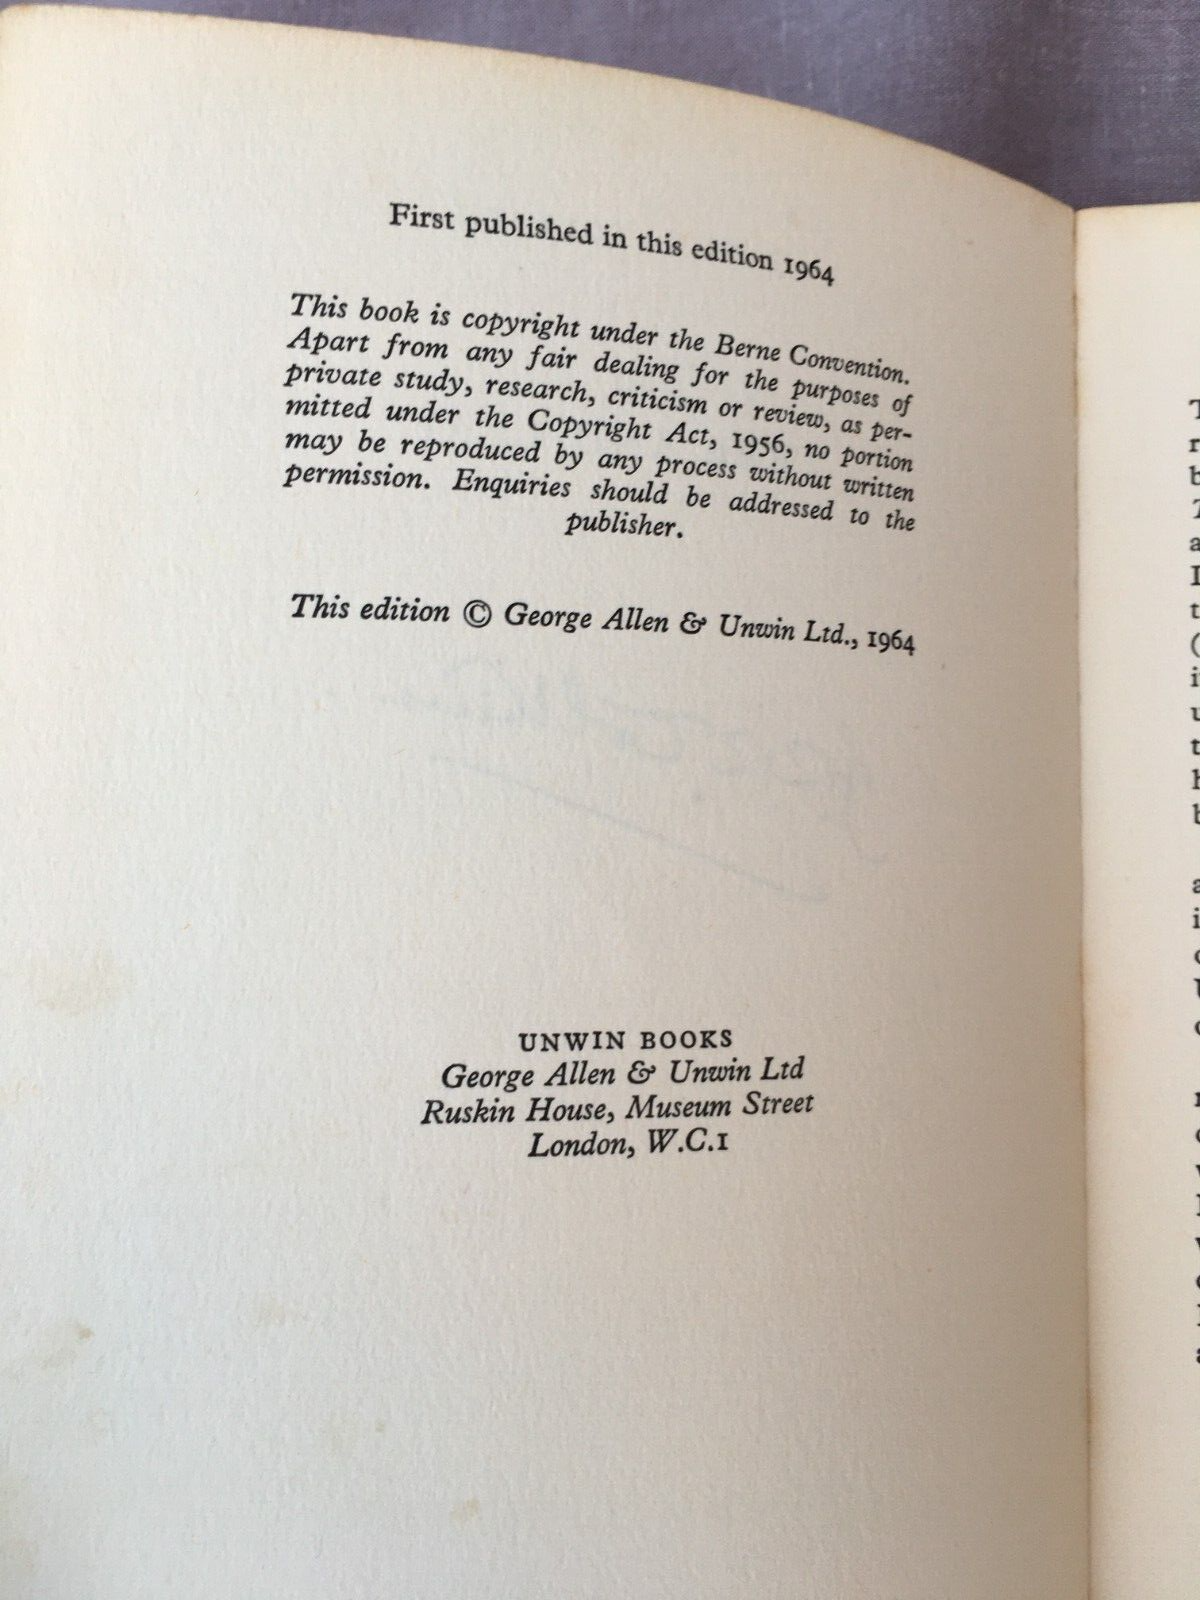 First published in this edition 1964
This book is copyright under the Berne Convention.
Apart from any fair dealing for the purposes of
private study, research, criticism or review, as per-
mitted under the Copyright Act, 1956, no portion
may be reproduced by any process without written
permission. Enquiries should be addressed to the
publisher.
This edition © George Allen & Unwin Ltd., 1964
UNWIN BOOKS
George Allen & Unwin Ltd
Ruskin House, Museum Street
London, W.C.1